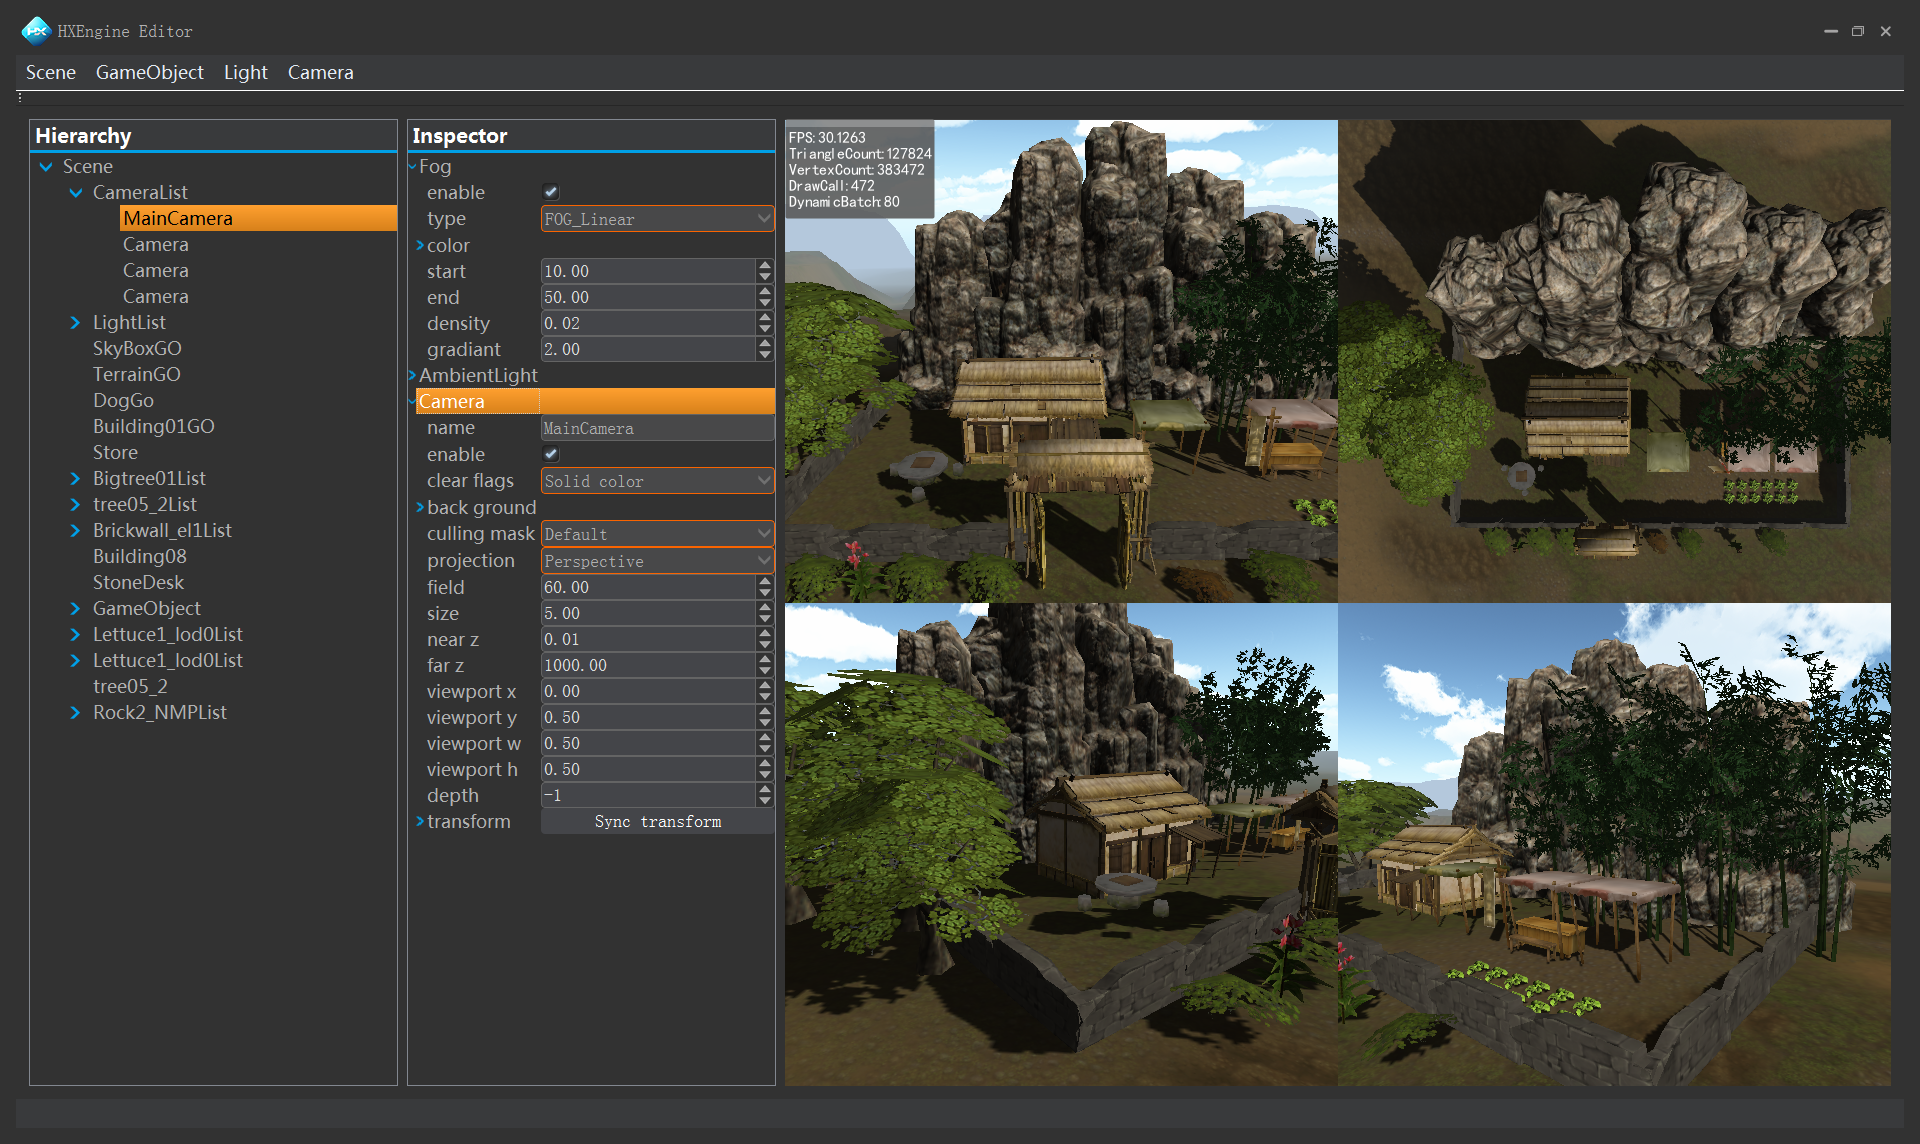 HXEngine Editor
Scene GameObject Light Camera
Hierarchy
Scene
CameraList
MainCamera
Camera
Camera
Camera
LightList
SkyBoxGO
TerrainGO
DogGo
Building01GO
Store
Bigtree01List
tree05_2List
Brickwall_el1List
Building08
StoneDesk
GameObject
Lettuce1_lod0List
Lettuce1_lod0List
tree05_2
Rock2_NMPList
Inspector
Fog
enable
type FOG_Linear
color
start 10.00
end 50.00
density 0.02
gradiant 2.00
AmbientLight
Camera
name MainCamera
enable
clear flags Solid color
back ground
culling mask Default
projection Perspective
field 60.00
size 5.00
near z 0.01
far z 1000.00
viewport x 0.00
viewport y 0.50
viewport w 0.50
viewport h 0.50
depth -1
transform Sync transform
FPS: 30.1263
TriangleCount:127824
VertexCount:383472
DrawCall:472
DynamicBatch:80